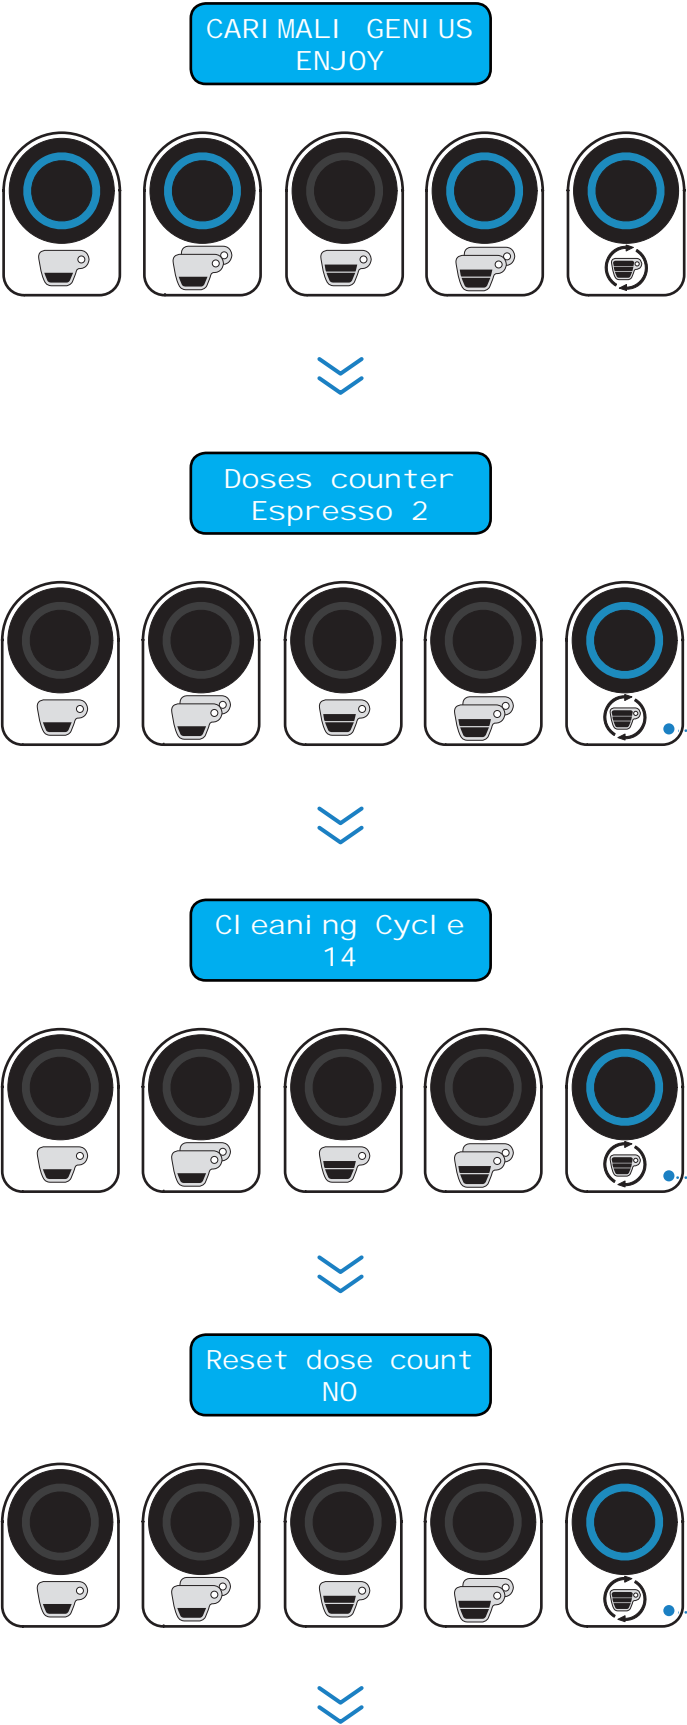 CARIMALI GENIUS
ENJOY
Doses counter
Espresso 2
Cleaning Cycle
14
Reset dose count
NO